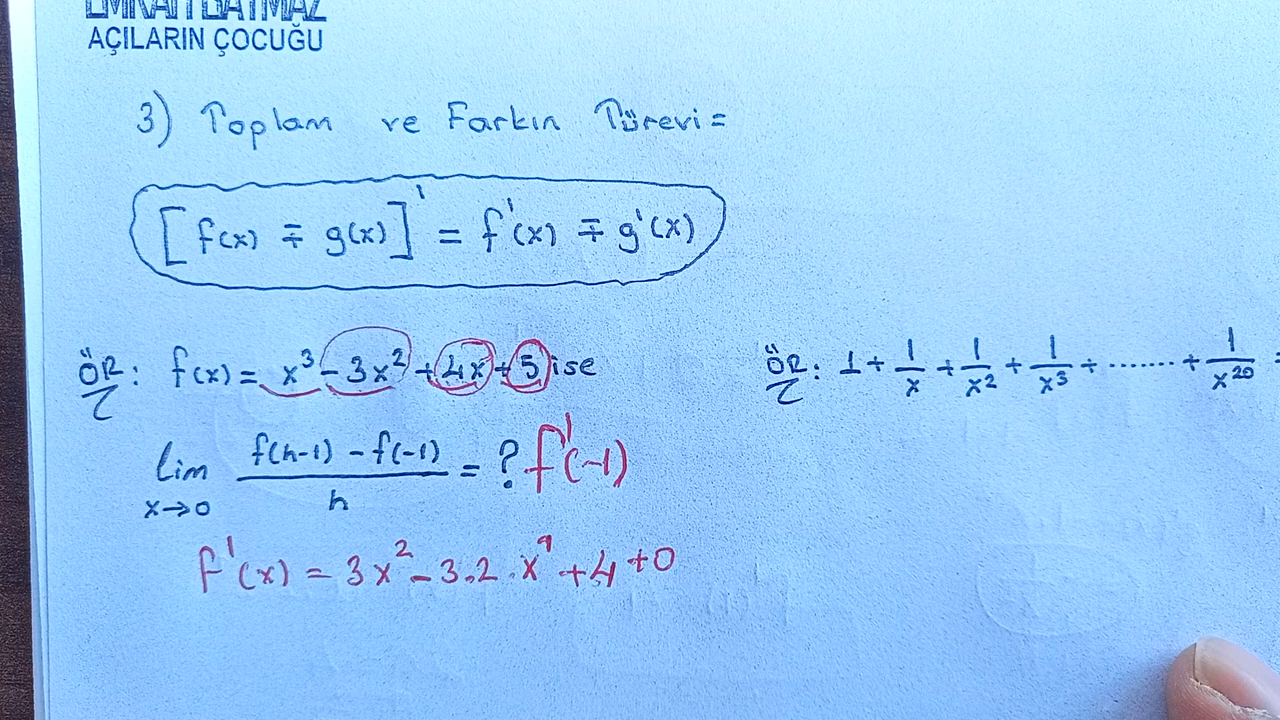 AÇILARIN ÇOCUĞU
3) Toplam ve Farkın Türevi =
[f(x) ∓ g(x)]' = f'(x) ∓ g'(x)
ÖR: f(x) = x³ - 3x² + 4x + 5 ise
lim x→0 f(h-1) - f(-1) / h = ? f'(-1)
f'(x) = 3x² - 3.2.x¹ + 4 + 0
ÖR: 1 + 1/x + 1/x² + 1/x³ + ....... + 1/x²⁰ =